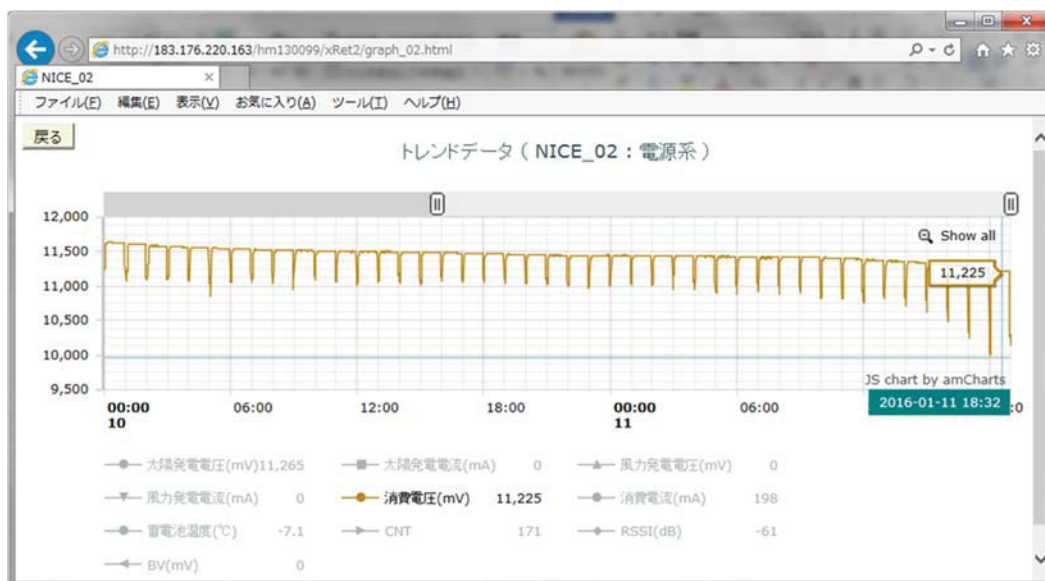 http://183.176.220.163/hm130099/xRet2/graph_02.html
NICE_02
ファイル(F) 編集(E) 表示(V) お気に入り(A) ツール(T) ヘルプ(H)
戻る
トレンドデータ ( NICE_02 : 電源系 )
12,000
Show all
11,500
11,225
11,000
10,500
10,000
9,500
JS chart by amCharts
2016-01-11 18:32
00:00 06:00 12:00 18:00 00:00 06:00 :0
10 11
太陽発電電圧(mV) 11,265 太陽発電電流(mA) 0 風力発電電圧(mV) 0
風力発電電流(mA) 0 消費電圧(mV) 11,225 消費電流(mA) 198
蓄電池温度(℃) -7.1 CNT 171 RSSI(dB) -61
BV(mV) 0